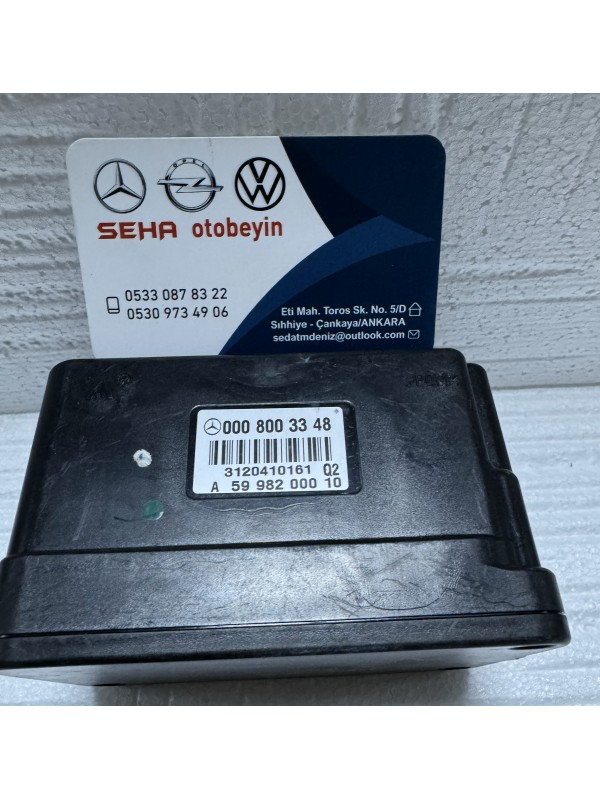 OPEL
SEHA otobeyin
0533 087 83 22
0530 973 49 06
Eti Mah. Toros Sk. No. 5/D
Sıhhiye - Çankaya/ANKARA
sedatmdeniz@outlook.com
000 800 33 48
3120410161 Q2
A 59 982 000 10